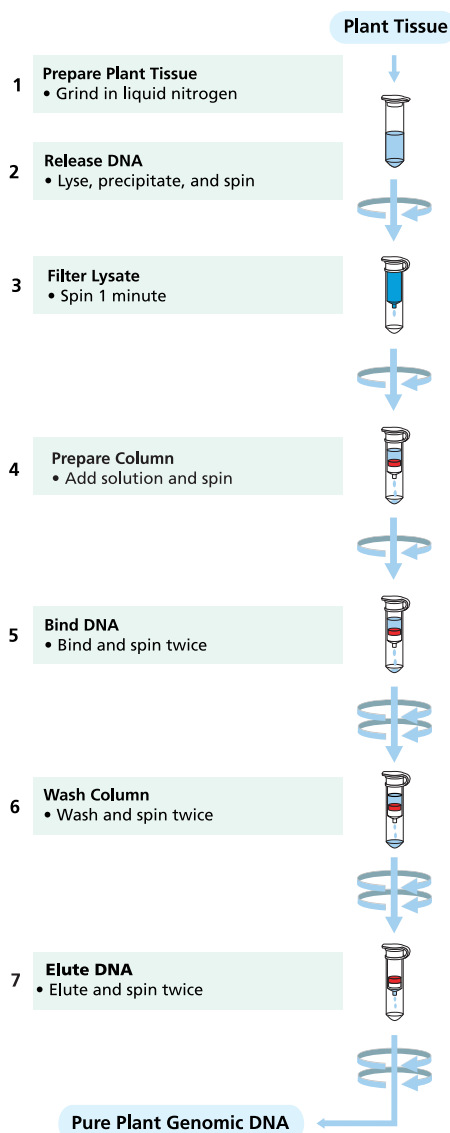 Plant Tissue
1
Prepare Plant Tissue
• Grind in liquid nitrogen
2
Release DNA
• Lyse, precipitate, and spin
3
Filter Lysate
• Spin 1 minute
4
Prepare Column
• Add solution and spin
5
Bind DNA
• Bind and spin twice
6
Wash Column
• Wash and spin twice
7
Elute DNA
• Elute and spin twice
Pure Plant Genomic DNA